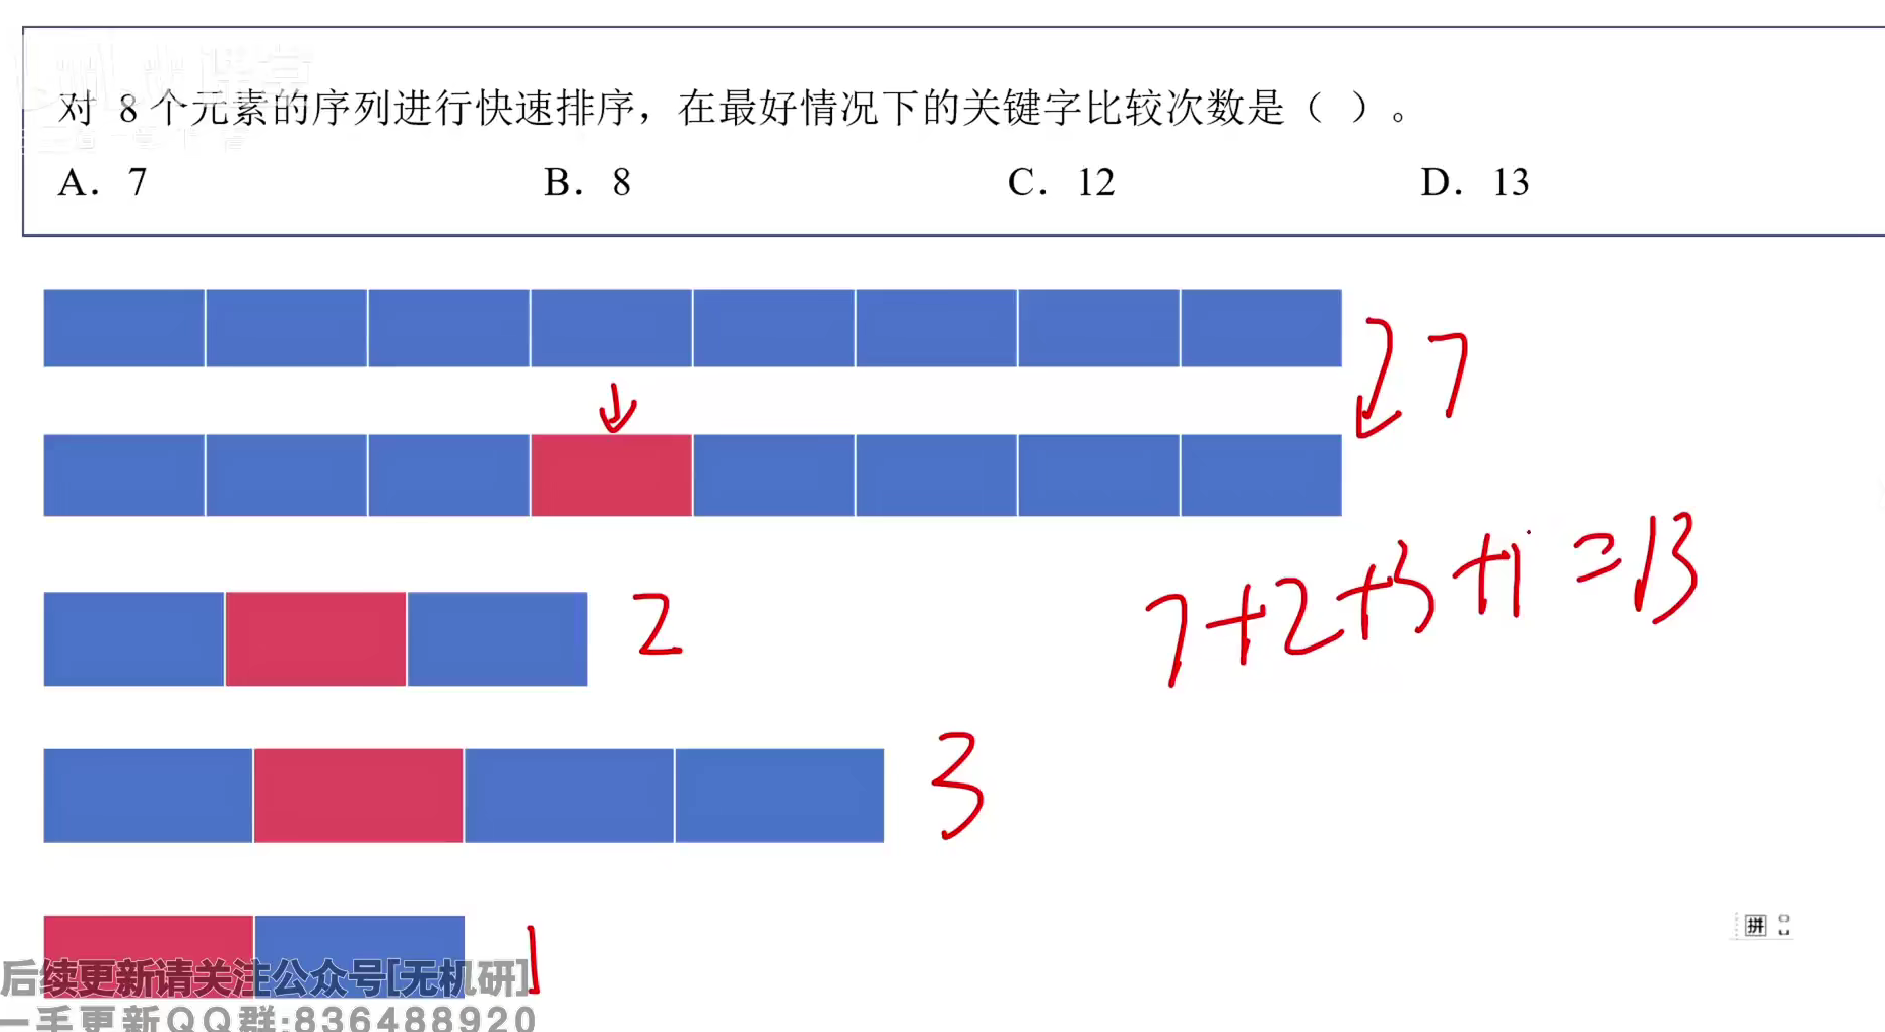 对 8 个元素的序列进行快速排序，在最好情况下的关键字比较次数是（ ）。
A. 7 B. 8 C. 12 D. 13
7
2
7+2+3+1=13
3
1
拼
后续更新请关注公众号[无机研]
一手更新QQ群:836488920